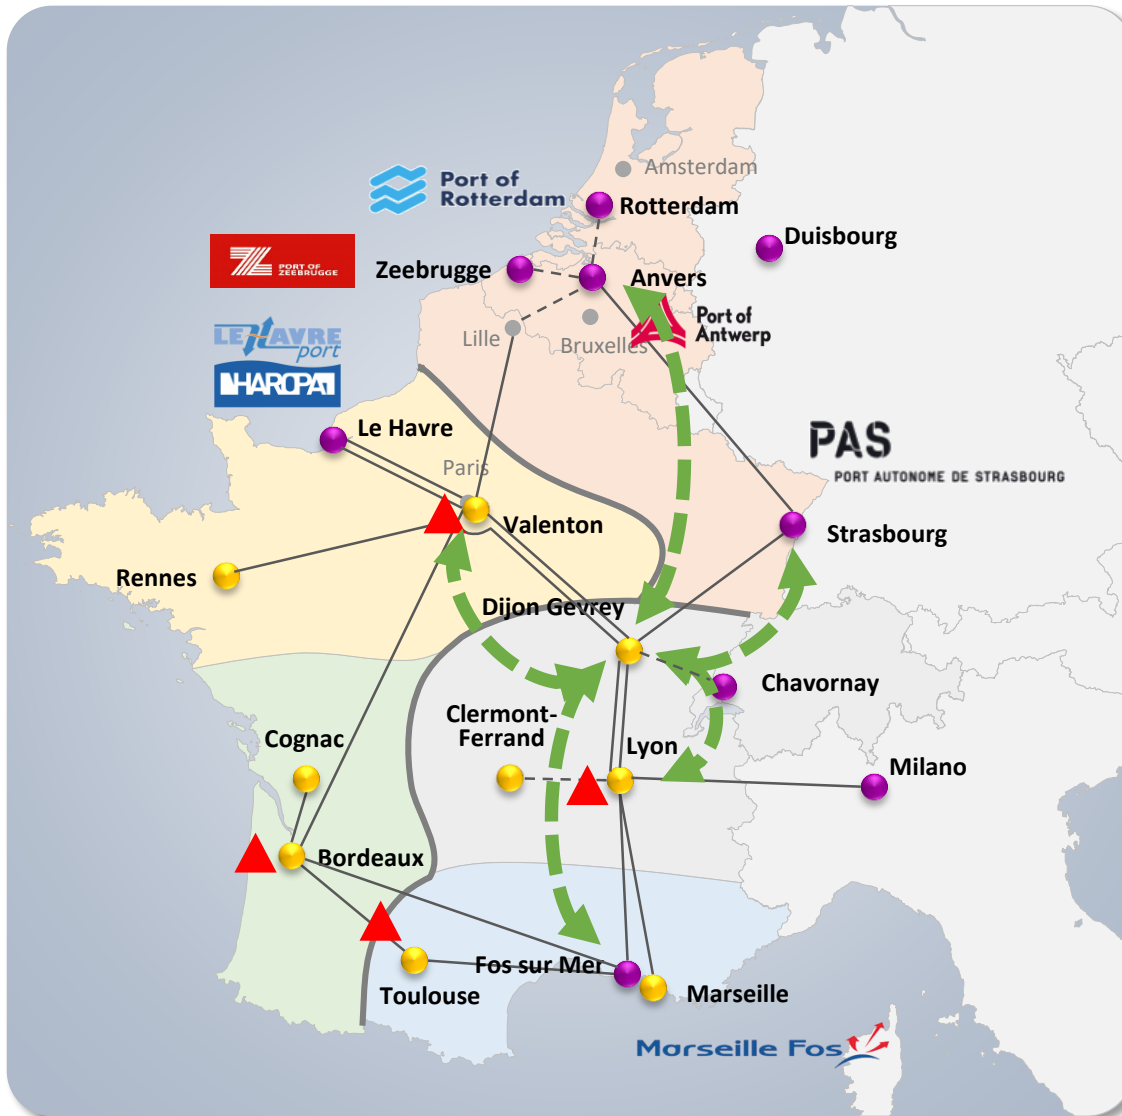 Amsterdam
Port of
Rotterdam
Rotterdam
Duisbourg
PORT OF
ZEEBRUGGE
Zeebrugge
Anvers
Port of
Antwerp
LE HAVRE
port
Lille
Bruxelles
HAROPA
Le Havre
PAS
PORT AUTONOME DE STRASBOURG
Paris
Valenton
Strasbourg
Rennes
Dijon Gevrey
Chavornay
Clermont-
Ferrand
Cognac
Lyon
Milano
Bordeaux
Fos sur Mer
Toulouse
Marseille
Marseille Fos